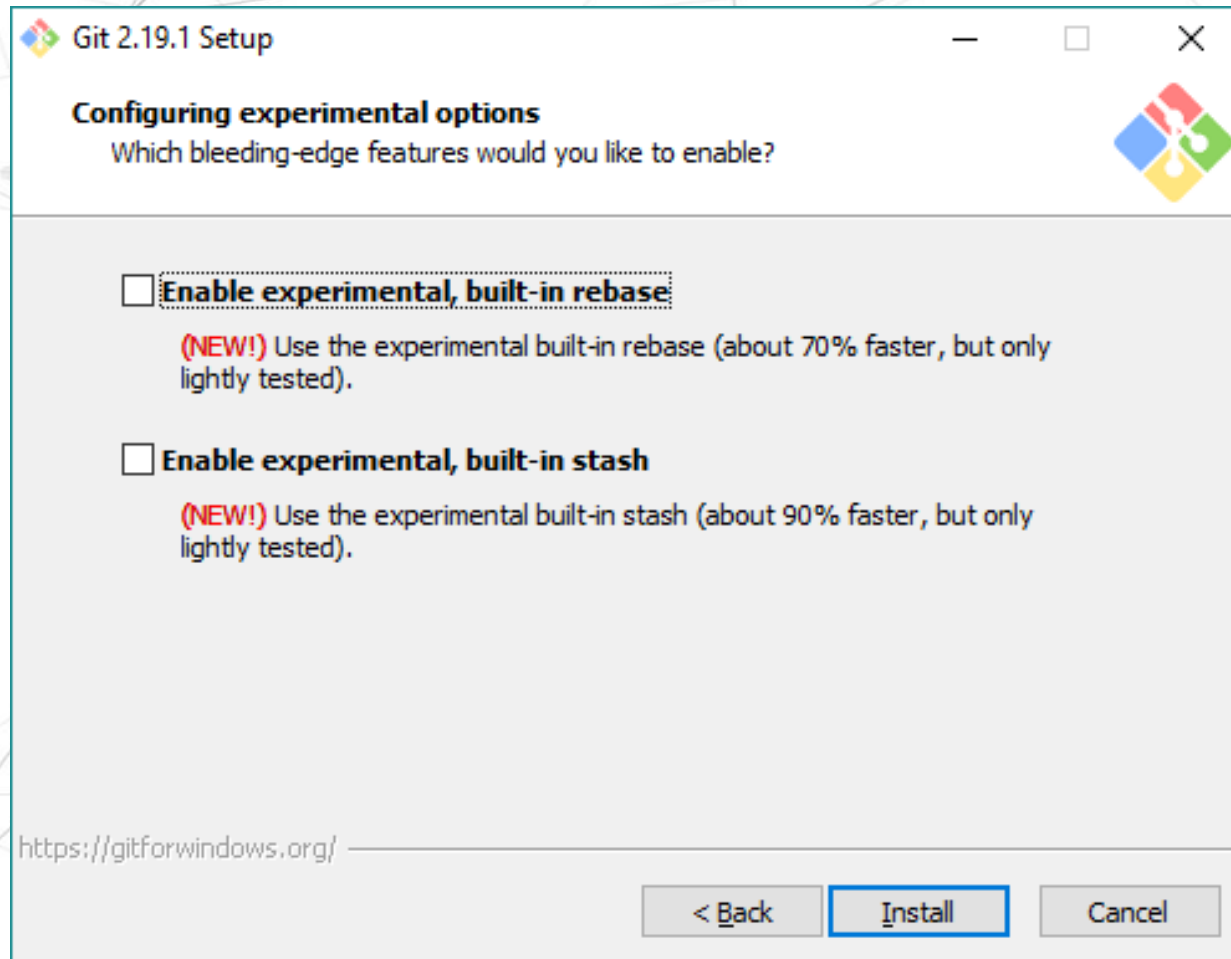 Git 2.19.1 Setup
Configuring experimental options
Which bleeding-edge features would you like to enable?
Enable experimental, built-in rebase
(NEW!) Use the experimental built-in rebase (about 70% faster, but only
lightly tested).
Enable experimental, built-in stash
(NEW!) Use the experimental built-in stash (about 90% faster, but only
lightly tested).
https://gitforwindows.org/
< Back
Install
Cancel